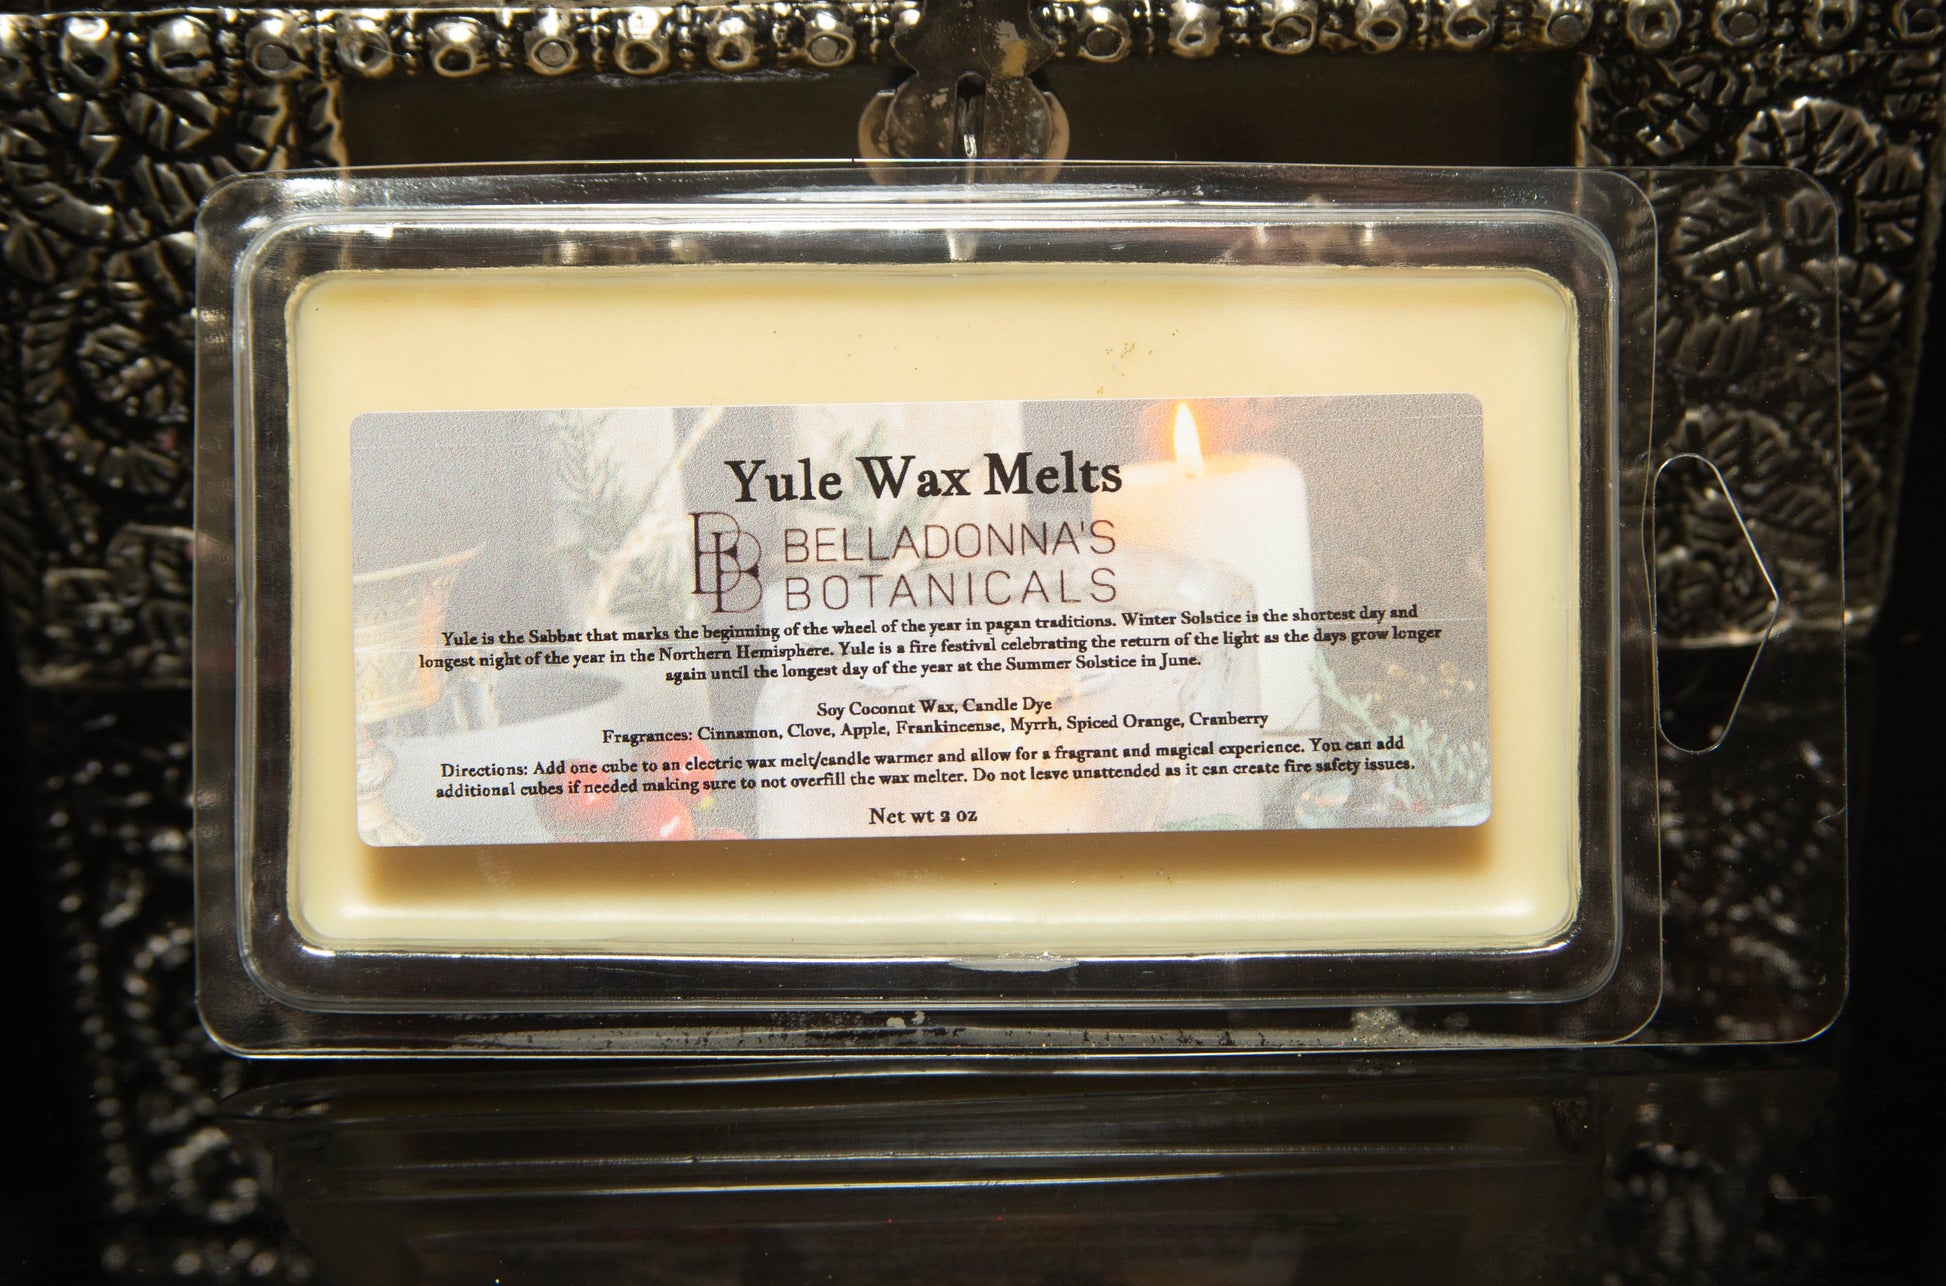 Yule Wax Melts
BB BELLADONNA'S
BOTANICALS
Yule is the Sabbat that marks the beginning of the wheel of the year in pagan traditions. Winter Solstice is the shortest day and
longest night of the year in the Northern Hemisphere. Yule is a fire festival celebrating the return of the light as the days grow longer
again until the longest day of the year at the Summer Solstice in June.
Soy Coconut Wax, Candle Dye
Fragrances: Cinnamon, Clove, Apple, Frankincense, Myrrh, Spiced Orange, Cranberry
Directions: Add one cube to an electric wax melt/candle warmer and allow for a fragrant and magical experience. You can add
additional cubes if needed making sure to not overfill the wax melter. Do not leave unattended as it can create fire safety issues.
Net wt 2 oz